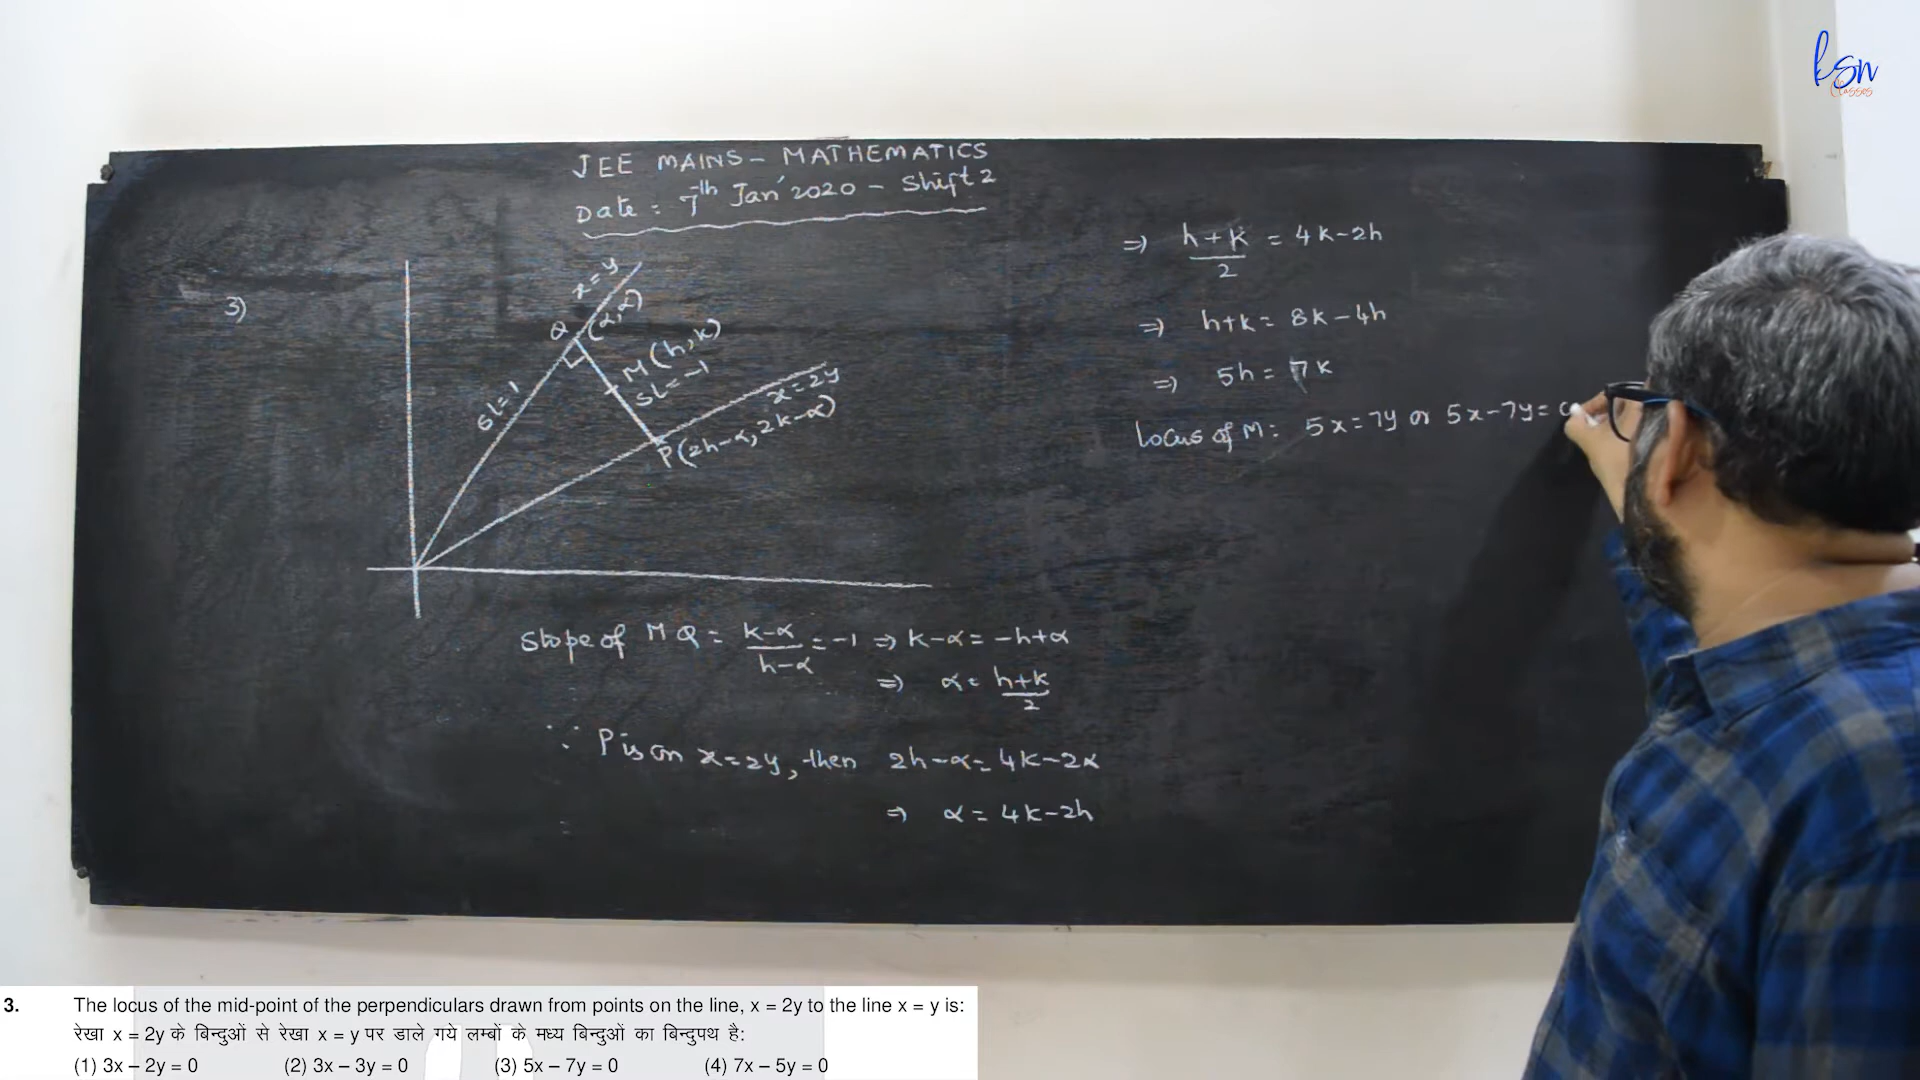 ksn
classes
JEE MAINS - MATHEMATICS
Date : 7th Jan' 2020 - Shift 2
3)
x=y
Q (α,α)
M (h,k)
sl=-1
sl=1
x=2y
P(2h-α, 2k-α)
Slope of MQ = k-α/h-α = -1 ⇒ k-α = -h+α
⇒ α = h+k/2
∵ P is on x=2y, then 2h-α = 4k-2α
⇒ α = 4k-2h
⇒ h+k/2 = 4k-2h
⇒ h+k = 8k-4h
⇒ 5h = 7k
Locus of M: 5x=7y or 5x-7y=
3. The locus of the mid-point of the perpendiculars drawn from points on the line, x = 2y to the line x = y is:
रेखा x = 2y के बिन्दुओं से रेखा x = y पर डाले गये लम्बों के मध्य बिन्दुओं का बिन्दुपथ है:
(1) 3x – 2y = 0 (2) 3x – 3y = 0 (3) 5x – 7y = 0 (4) 7x – 5y = 0